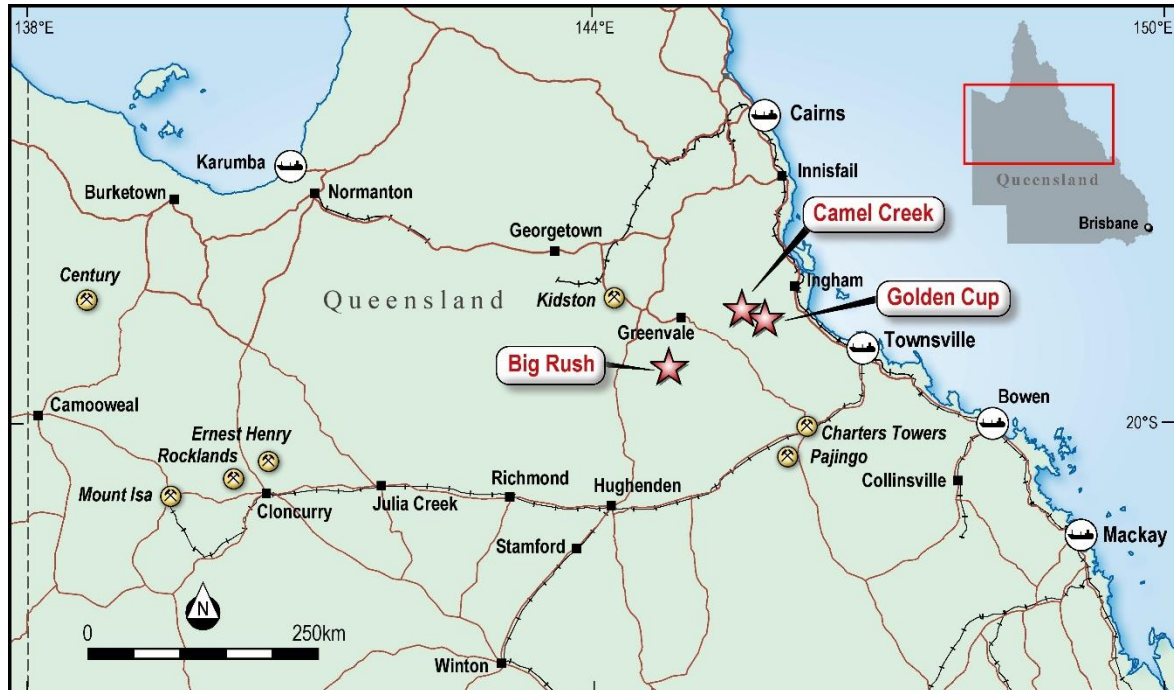 138°E
144°E
150°E
Cairns
Karumba
Innisfail
Queensland
Burketown
Normanton
Camel Creek
Brisbane
Georgetown
Century
Ingham
Queensland
Kidston
Golden Cup
Greenvale
Townsville
Big Rush
Bowen
Camooweal
20°S
Charters Towers
Ernest Henry
Rocklands
Pajingo
Mount Isa
Richmond
Hughenden
Collinsville
Julia Creek
Cloncurry
Mackay
Stamford
N
0
250km
Winton